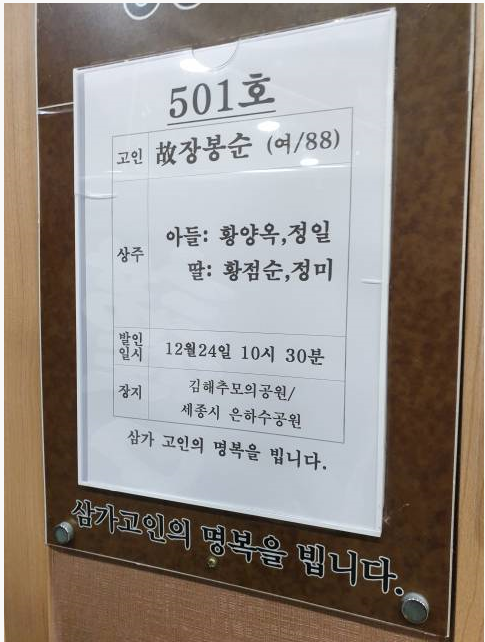 501호
고인 故장봉순 (여/88)
상주
아들: 황양옥,정일
딸: 황점순,정미
발인
일시 12월24일 10시 30분
장지 김해추모의공원/
세종시 은하수공원
삼가 고인의 명복을 빕니다.
삼가고인의 명복을 빕니다.